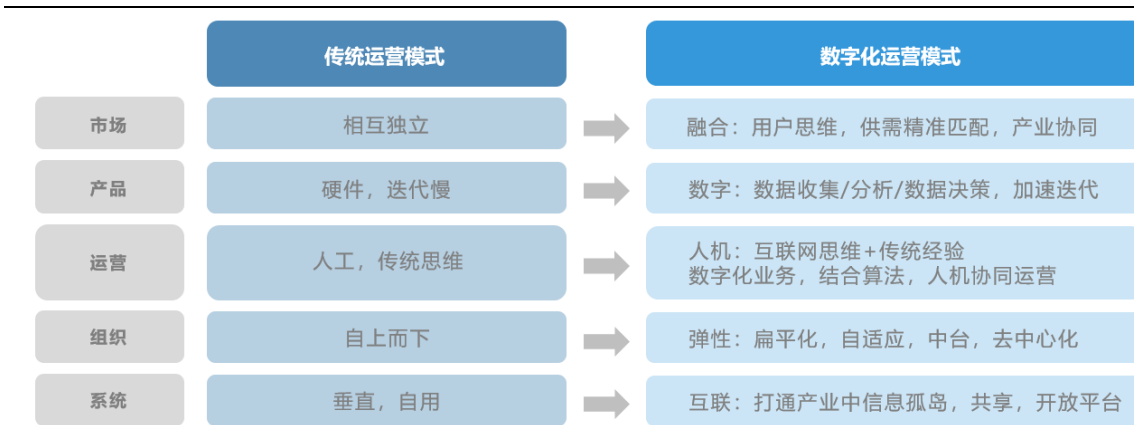 传统运营模式
数字化运营模式
市场
相互独立
融合：用户思维，供需精准匹配，产业协同
产品
硬件，迭代慢
数字：数据收集/分析/数据决策，加速迭代
运营
人工，传统思维
人机：互联网思维+传统经验
数字化业务，结合算法，人机协同运营
组织
自上而下
弹性：扁平化，自适应，中台，去中心化
系统
垂直，自用
互联：打通产业中信息孤岛，共享，开放平台